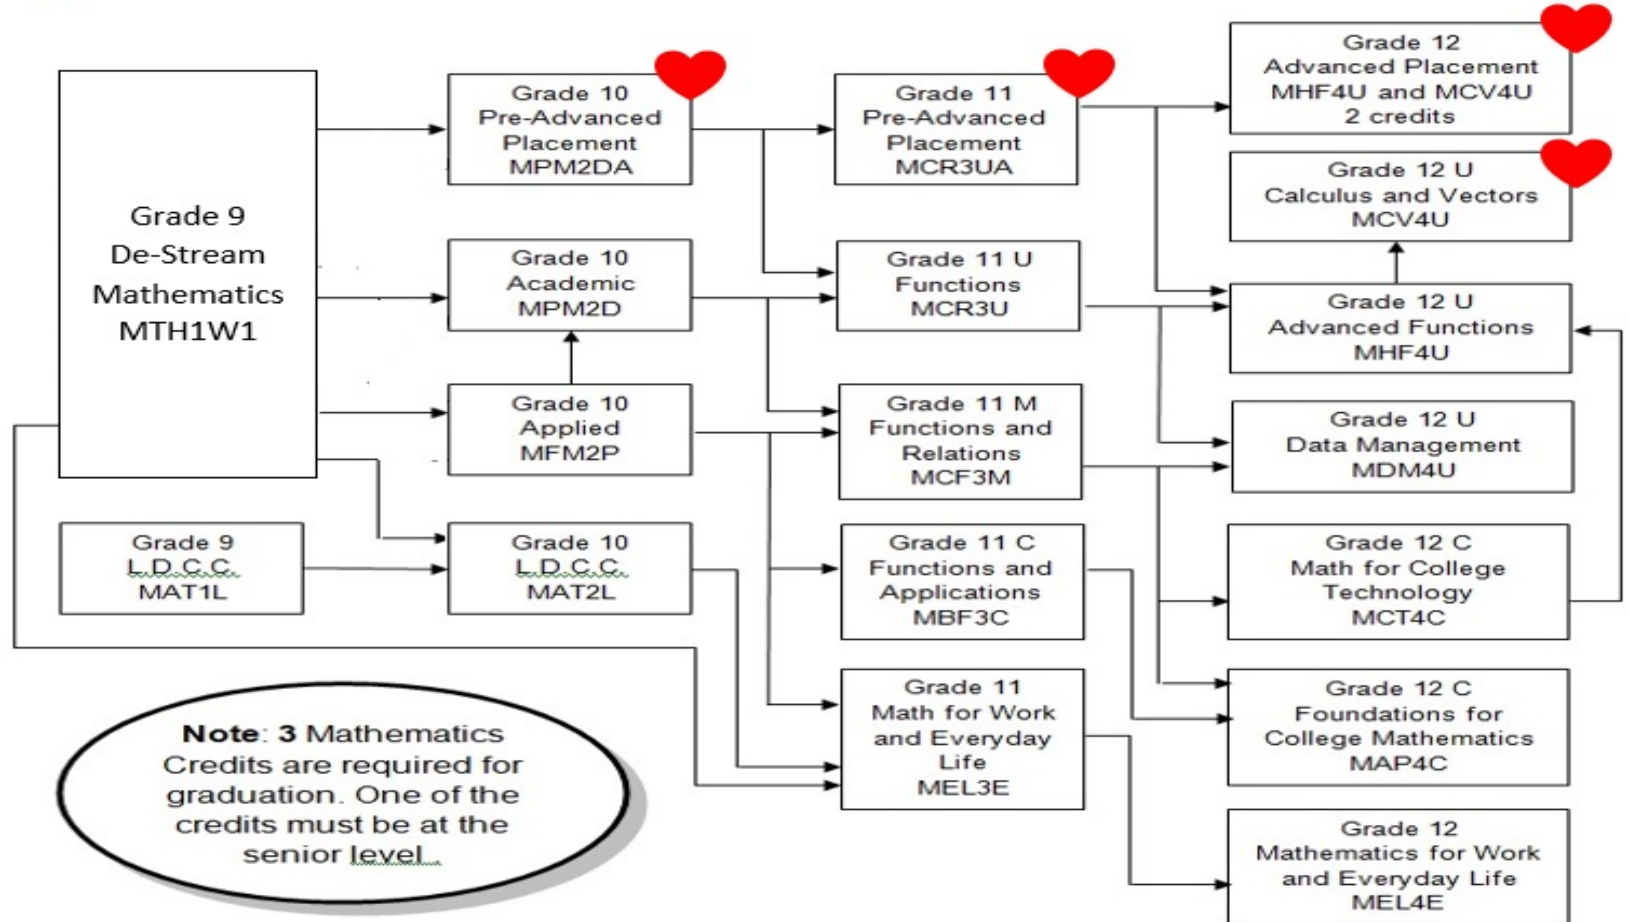 Grade 9
De-Stream
Mathematics
MTH1W1
Grade 9
L.D.C.C.
MAT1L
Grade 10
Pre-Advanced
Placement
MPM2DA
Grade 10
Academic
MPM2D
Grade 10
Applied
MFM2P
Grade 10
L.D.C.C.
MAT2L
Grade 11
Pre-Advanced
Placement
MCR3UA
Grade 11 U
Functions
MCR3U
Grade 11 M
Functions and
Relations
MCF3M
Grade 11 C
Functions and
Applications
MBF3C
Grade 11
Math for Work
and Everyday
Life
MEL3E
Grade 12
Advanced Placement
MHF4U and MCV4U
2 credits
Grade 12 U
Calculus and Vectors
MCV4U
Grade 12 U
Advanced Functions
MHF4U
Grade 12 U
Data Management
MDM4U
Grade 12 C
Math for College
Technology
MCT4C
Grade 12 C
Foundations for
College Mathematics
MAP4C
Grade 12
Mathematics for Work
and Everyday Life
MEL4E
Note: 3 Mathematics
Credits are required for
graduation. One of the
credits must be at the
senior level .